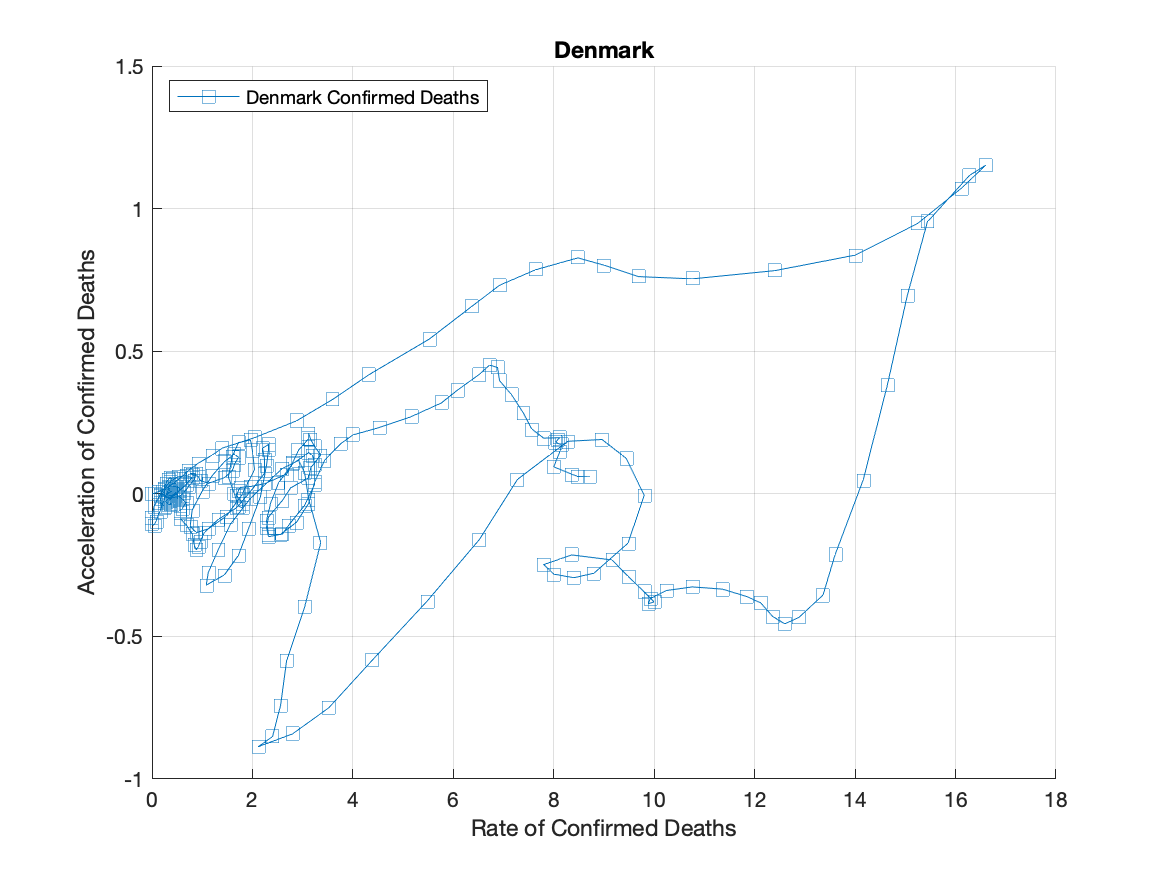 Denmark
Denmark Confirmed Deaths
Acceleration of Confirmed Deaths
1.5
1
0.5
0
-0.5
-1
0 2 4 6 8 10 12 14 16 18
Rate of Confirmed Deaths